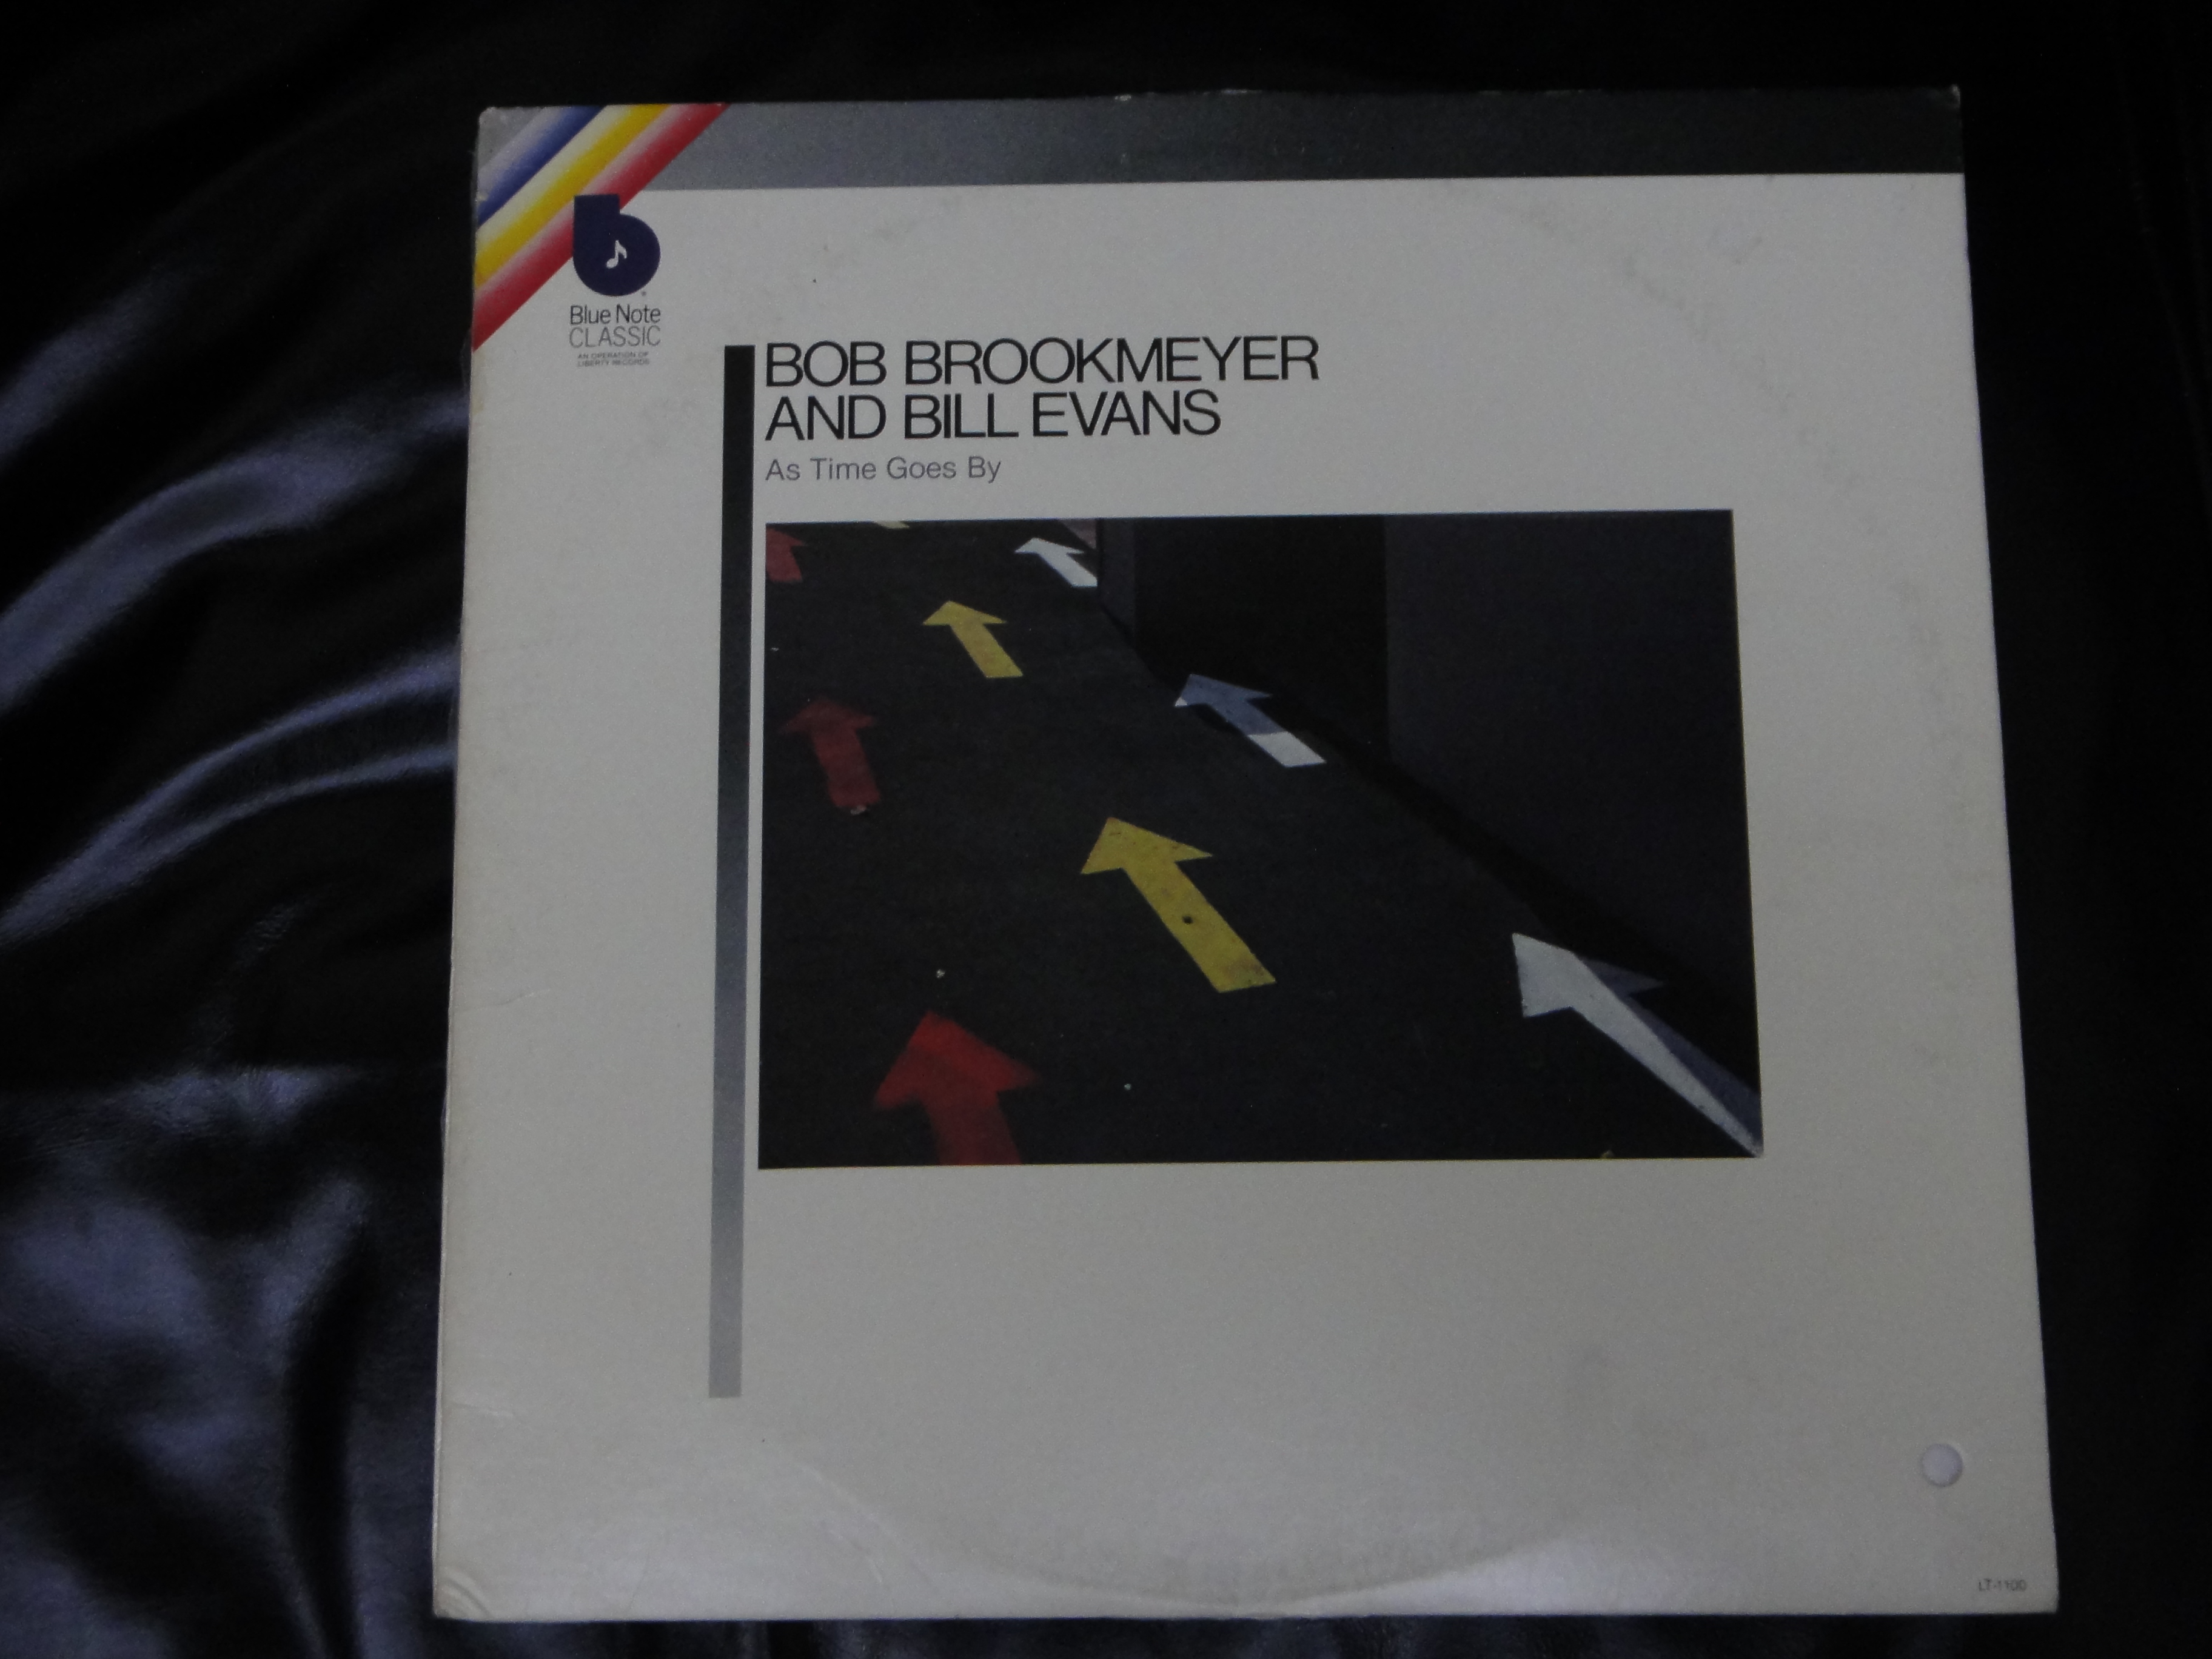 Blue Note
CLASSIC
AN OPERATION OF
LIBERTY RECORDS
BOB BROOKMEYER
AND BILL EVANS
As Time Goes By
LT-1100